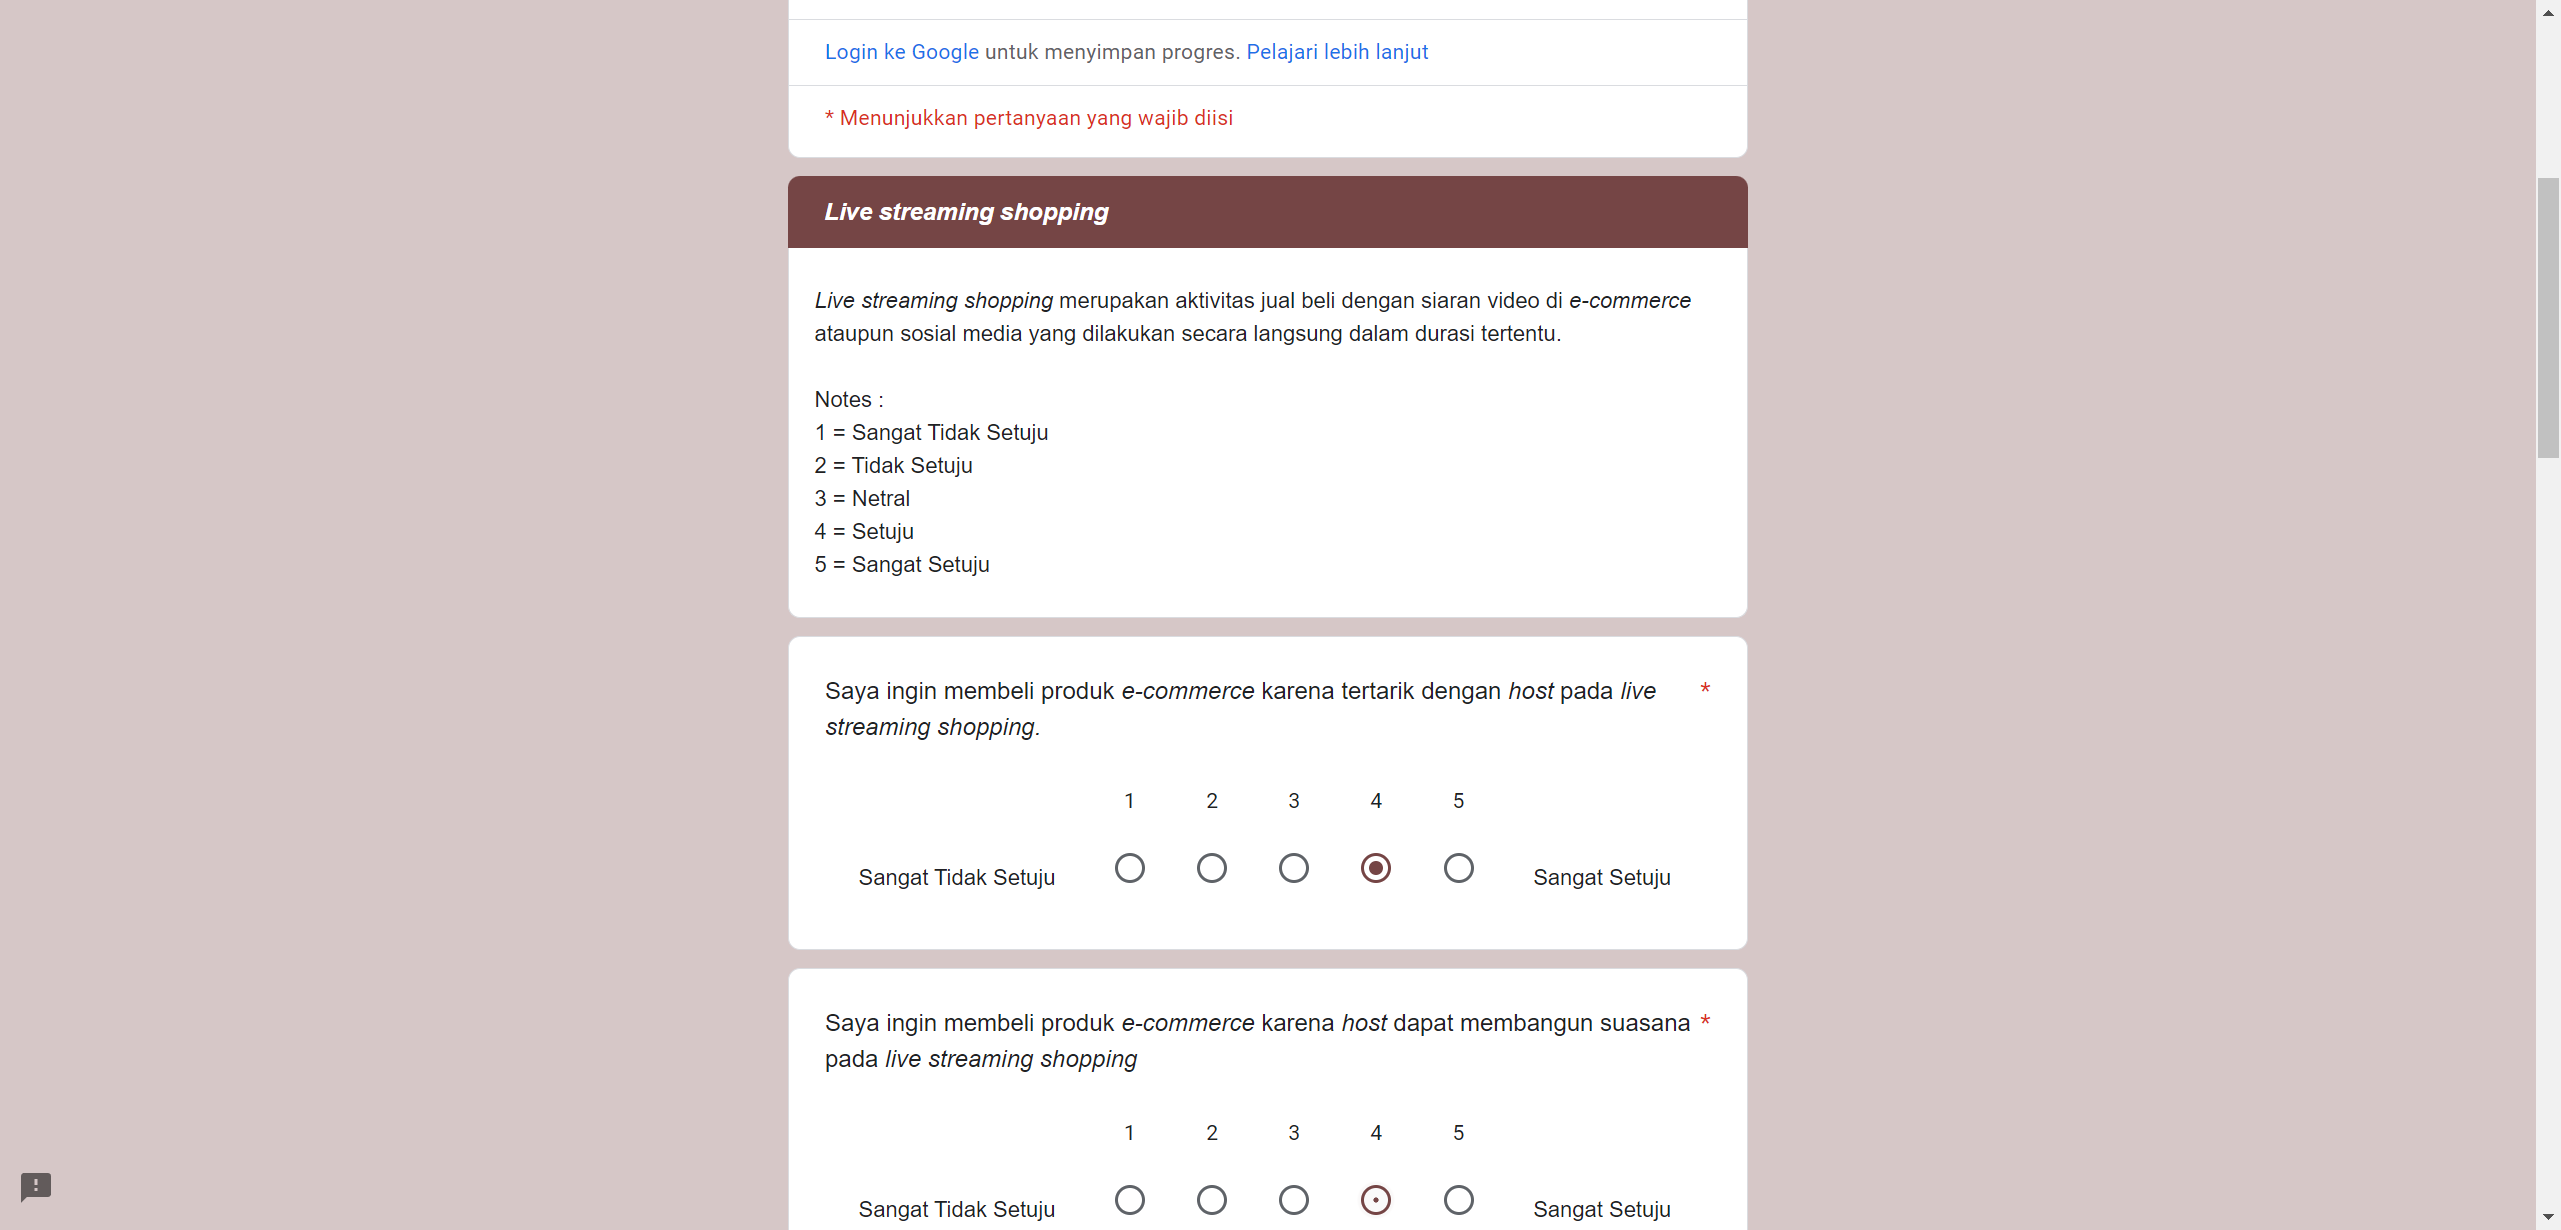 Login ke Google untuk menyimpan progres. Pelajari lebih lanjut
* Menunjukkan pertanyaan yang wajib diisi
Live streaming shopping
Live streaming shopping merupakan aktivitas jual beli dengan siaran video di e-commerce
ataupun sosial media yang dilakukan secara langsung dalam durasi tertentu.
Notes :
1 = Sangat Tidak Setuju
2 = Tidak Setuju
3 = Netral
4 = Setuju
5 = Sangat Setuju
Saya ingin membeli produk e-commerce karena tertarik dengan host pada live *
streaming shopping.
1 2 3 4 5
Sangat Tidak Setuju Sangat Setuju
Saya ingin membeli produk e-commerce karena host dapat membangun suasana *
pada live streaming shopping
1 2 3 4 5
Sangat Tidak Setuju Sangat Setuju